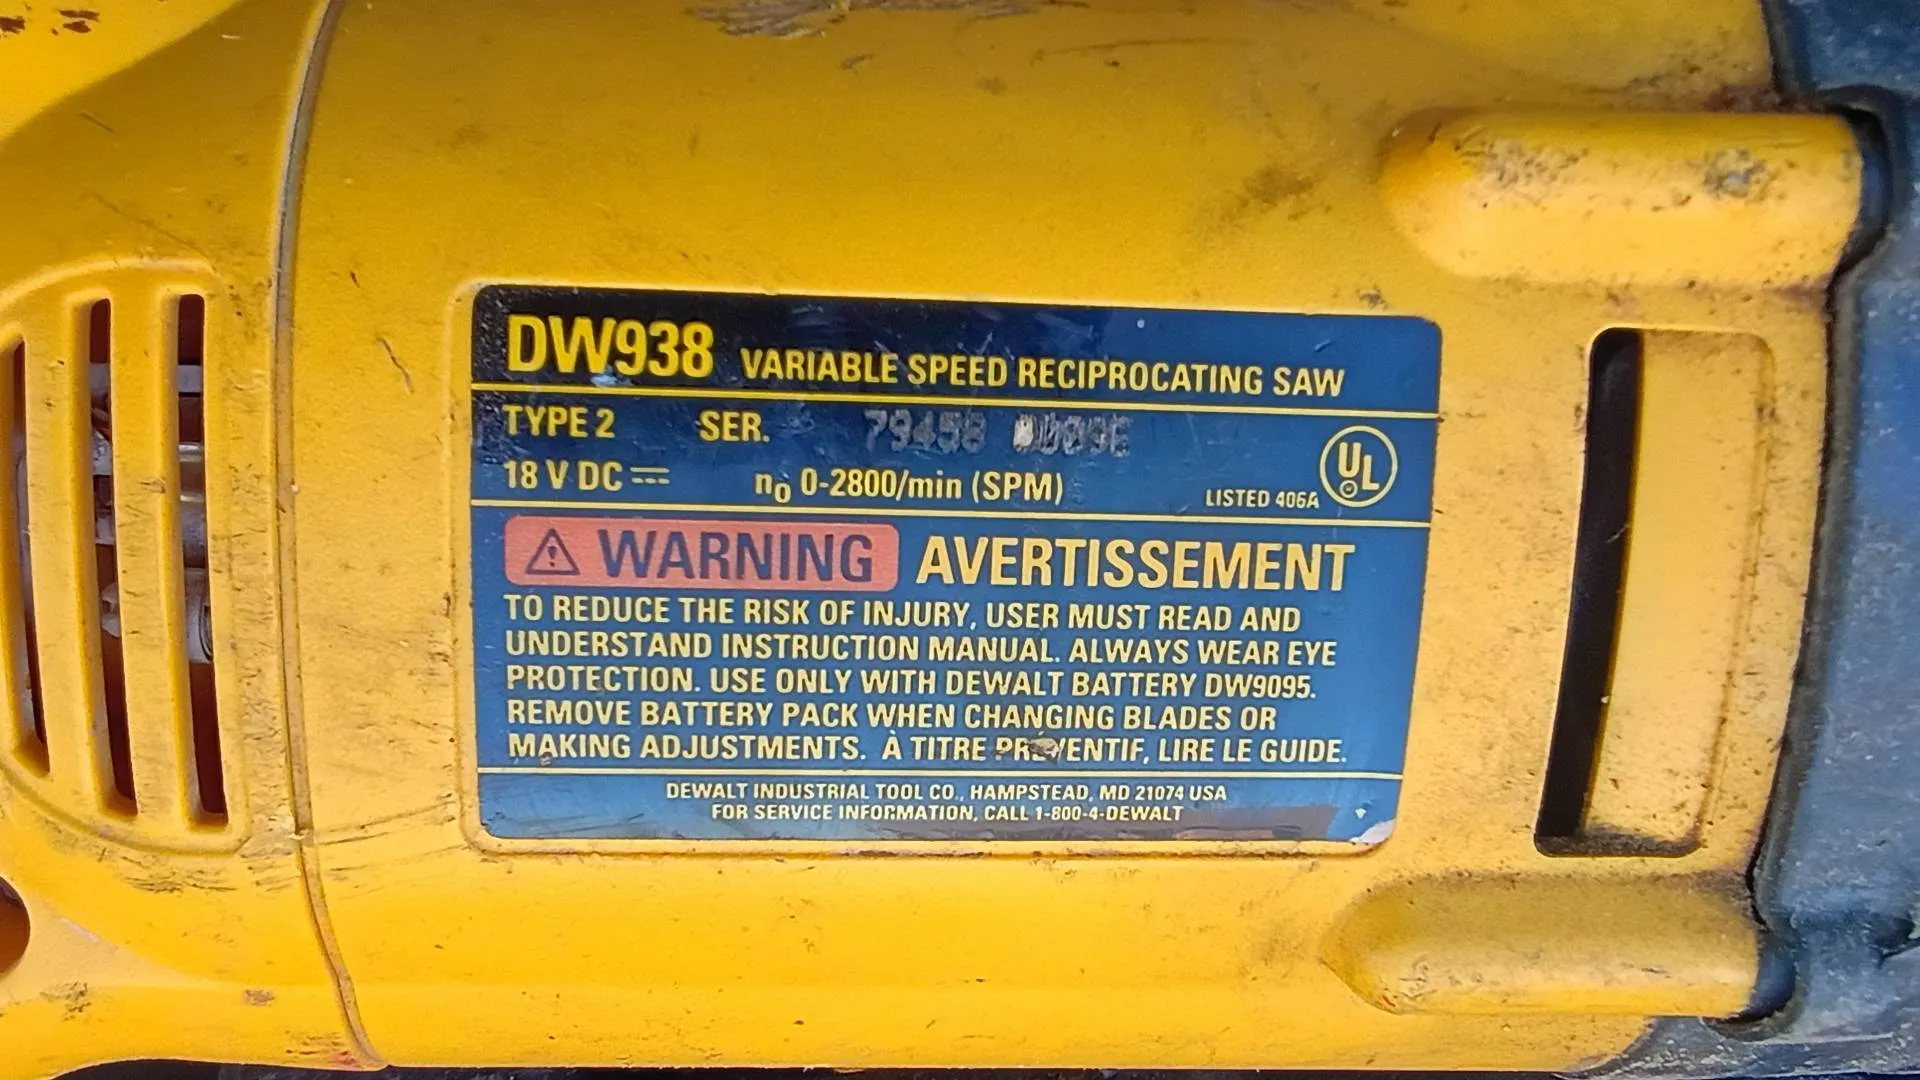 DW938 VARIABLE SPEED RECIPROCATING SAW
TYPE 2 SER. 79458
18 V DC n0 0-2800/min (SPM)
LISTED 406A UL
WARNING AVERTISSEMENT
TO REDUCE THE RISK OF INJURY, USER MUST READ AND
UNDERSTAND INSTRUCTION MANUAL. ALWAYS WEAR EYE
PROTECTION. USE ONLY WITH DEWALT BATTERY DW9095.
REMOVE BATTERY PACK WHEN CHANGING BLADES OR
MAKING ADJUSTMENTS. À TITRE PRÉVENTIF, LIRE LE GUIDE.
DEWALT INDUSTRIAL TOOL CO., HAMPSTEAD, MD 21074 USA
FOR SERVICE INFORMATION, CALL 1-800-4-DEWALT